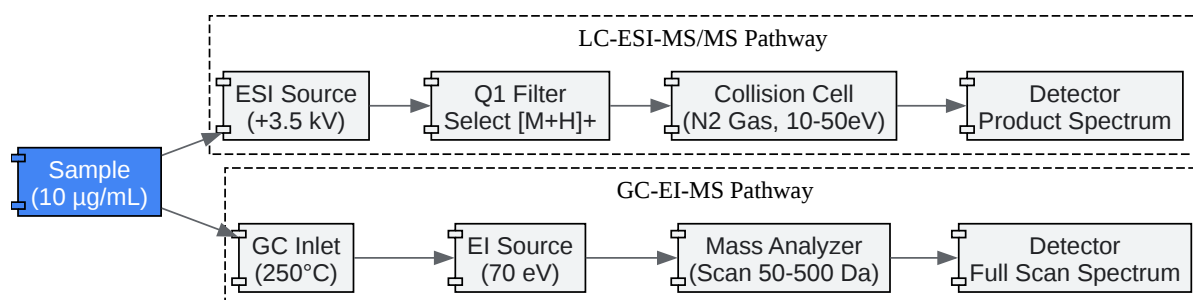 LC-ESI-MS/MS Pathway
ESI Source
(+3.5 kV)
Q1 Filter
Select [M+H]+
Collision Cell
(N2 Gas, 10-50eV)
Detector
Product Spectrum
Sample
(10 µg/mL)
GC-EI-MS Pathway
GC Inlet
(250°C)
EI Source
(70 eV)
Mass Analyzer
(Scan 50-500 Da)
Detector
Full Scan Spectrum